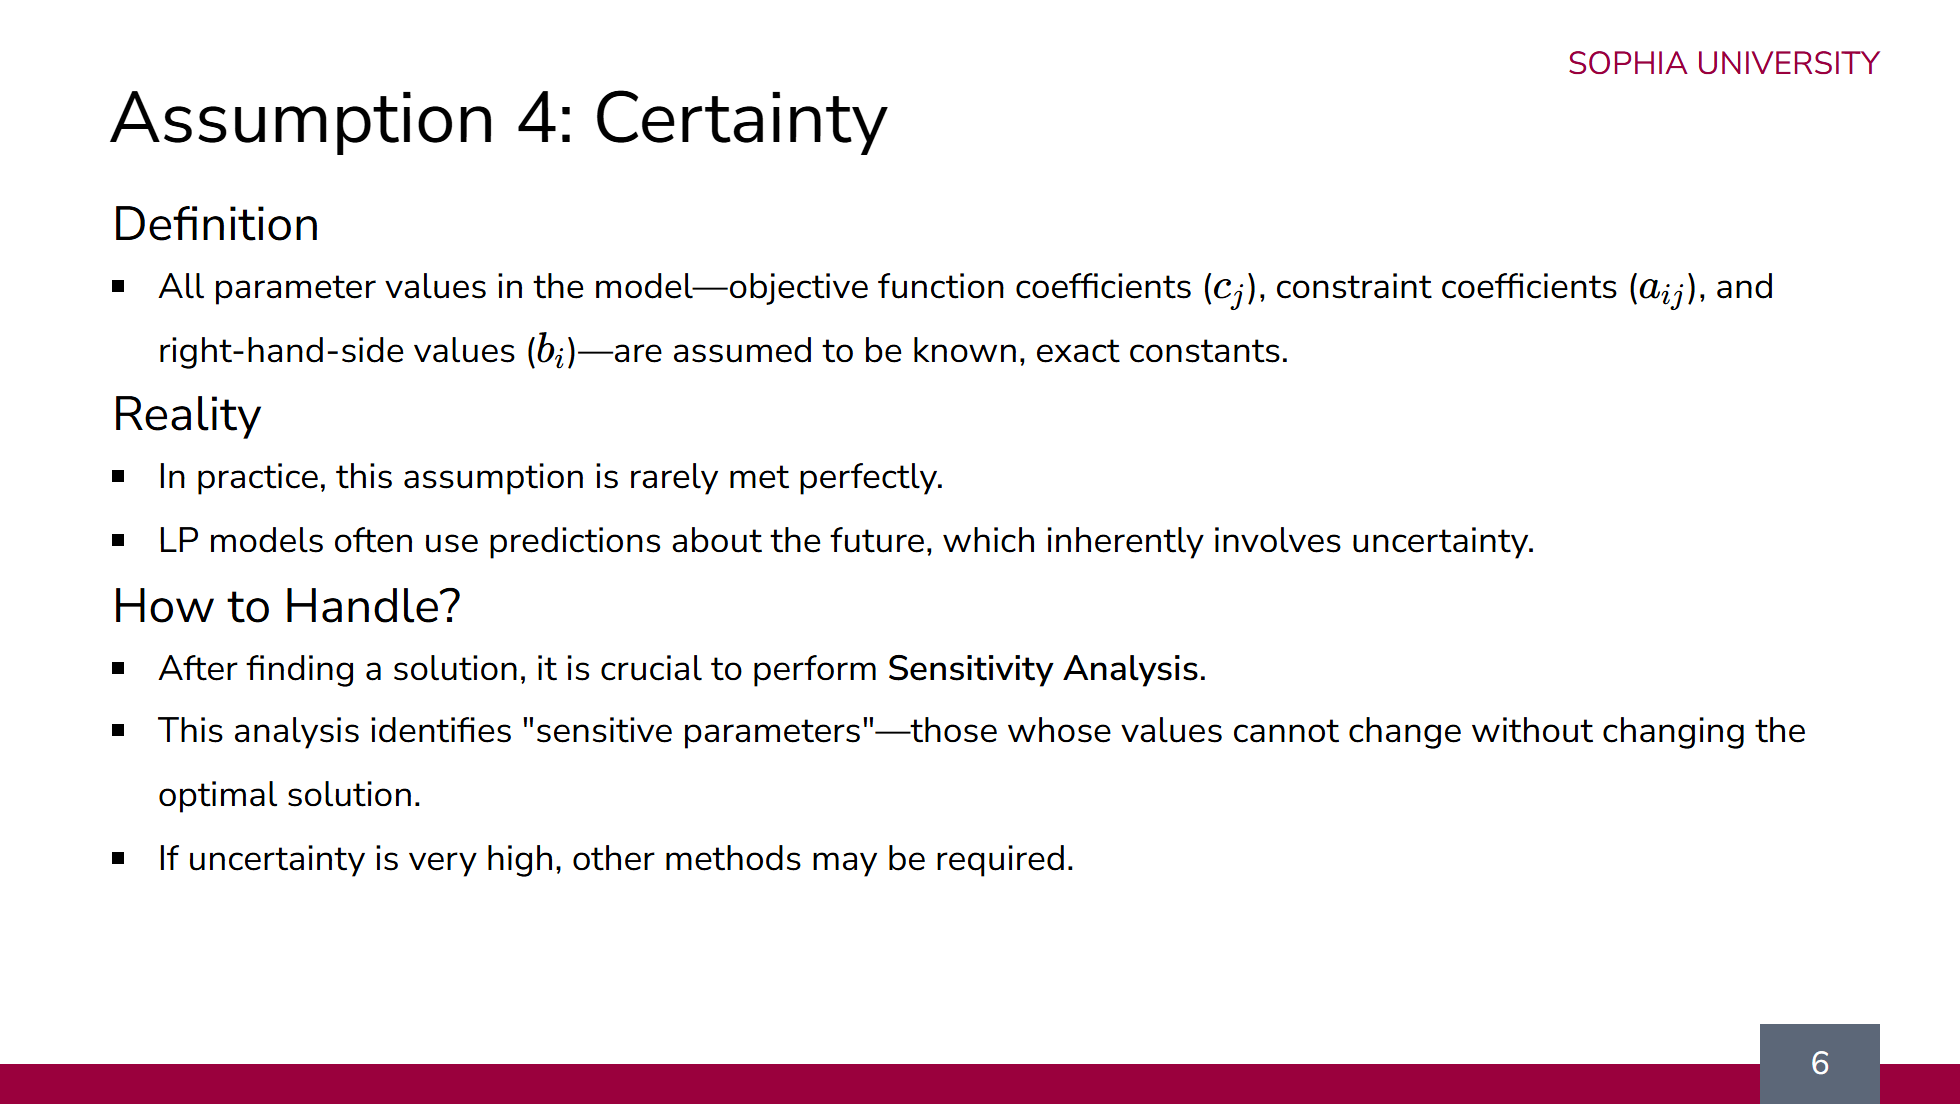 SOPHIA UNIVERSITY
Assumption 4: Certainty
Definition
▪ All parameter values in the model—objective function coefficients (c_j), constraint coefficients (a_ij), and
right-hand-side values (b_i)—are assumed to be known, exact constants.
Reality
▪ In practice, this assumption is rarely met perfectly.
▪ LP models often use predictions about the future, which inherently involves uncertainty.
How to Handle?
▪ After finding a solution, it is crucial to perform Sensitivity Analysis.
▪ This analysis identifies "sensitive parameters"—those whose values cannot change without changing the
optimal solution.
▪ If uncertainty is very high, other methods may be required.
6